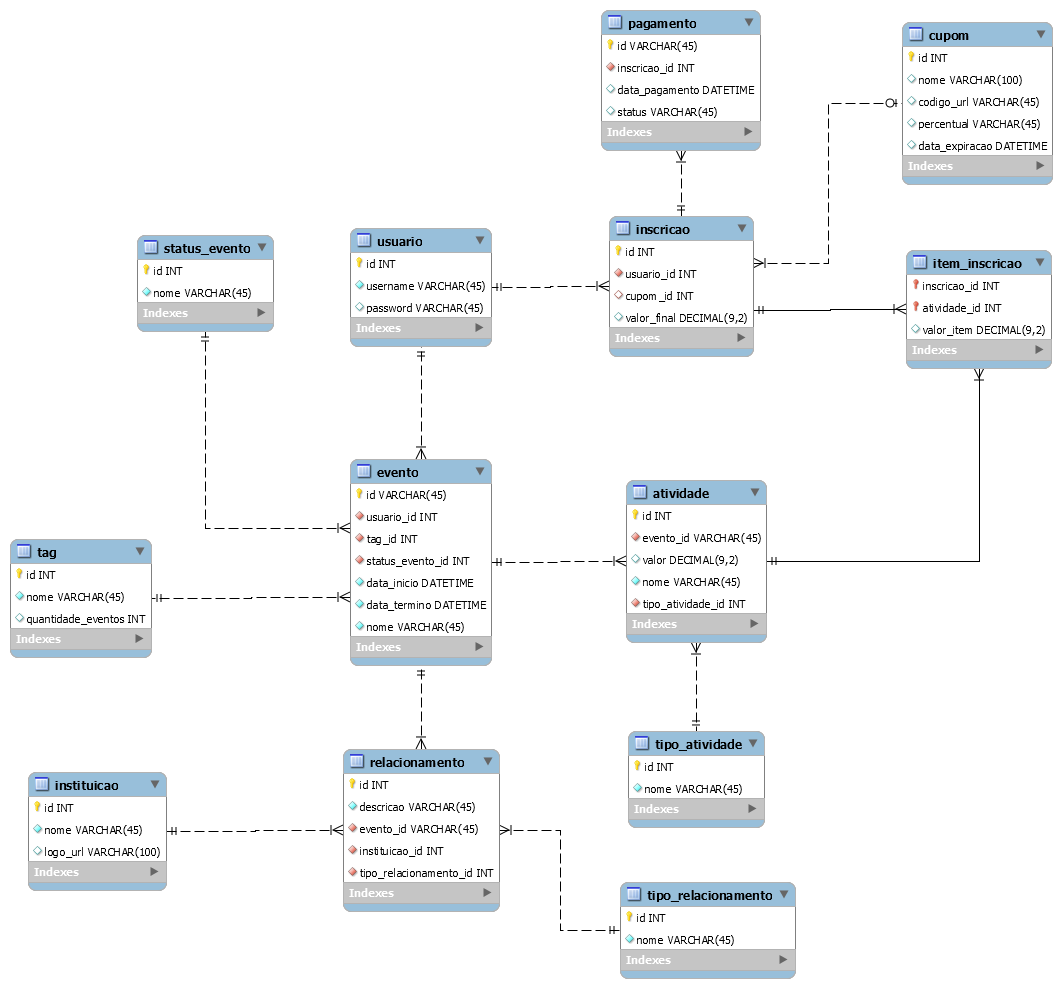 pagamento
id VARCHAR(45)
inscricao_id INT
data_pagamento DATETIME
status VARCHAR(45)
Indexes
cupom
id INT
nome VARCHAR(100)
codigo_url VARCHAR(45)
percentual VARCHAR(45)
data_expiracao DATETIME
Indexes
status_evento
id INT
nome VARCHAR(45)
Indexes
usuario
id INT
username VARCHAR(45)
password VARCHAR(45)
Indexes
inscricao
id INT
usuario_id INT
cupom_id INT
valor_final DECIMAL(9,2)
Indexes
item_inscricao
inscricao_id INT
atividade_id INT
valor_item DECIMAL(9,2)
Indexes
tag
id INT
nome VARCHAR(45)
quantidade_eventos INT
Indexes
evento
id VARCHAR(45)
usuario_id INT
tag_id INT
status_evento_id INT
data_inicio DATETIME
data_termino DATETIME
nome VARCHAR(45)
Indexes
atividade
id INT
evento_id VARCHAR(45)
valor DECIMAL(9,2)
nome VARCHAR(45)
tipo_atividade_id INT
Indexes
instituicao
id INT
nome VARCHAR(45)
logo_url VARCHAR(100)
Indexes
relacionamento
id INT
descricao VARCHAR(45)
evento_id VARCHAR(45)
instituicao_id INT
tipo_relacionamento_id INT
Indexes
tipo_atividade
id INT
nome VARCHAR(45)
Indexes
tipo_relacionamento
id INT
nome VARCHAR(45)
Indexes